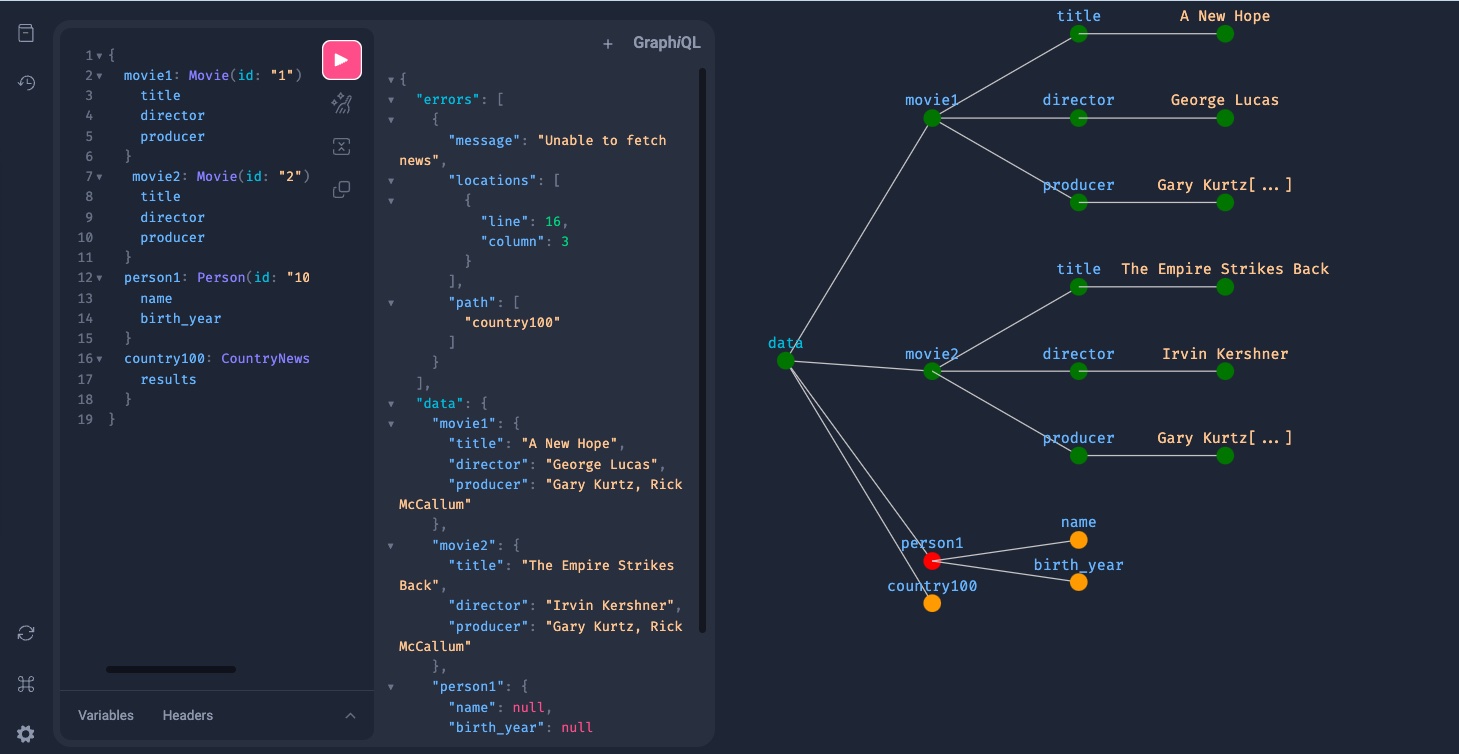 1 {
2 movie1: Movie(id: "1")
3 title
4 director
5 producer
6 }
7 movie2: Movie(id: "2")
8 title
9 director
10 producer
11 }
12 person1: Person(id: "10
13 name
14 birth_year
15 }
16 country100: CountryNews
17 results
18 }
19 }
Variables Headers
+ GraphiQL
{
"errors": [
{
"message": "Unable to fetch
news",
"locations": [
{
"line": 16,
"column": 3
}
],
"path": [
"country100"
]
}
],
"data": {
"movie1": {
"title": "A New Hope",
"director": "George Lucas",
"producer": "Gary Kurtz, Rick
McCallum"
},
"movie2": {
"title": "The Empire Strikes
Back",
"director": "Irvin Kershner",
"producer": "Gary Kurtz, Rick
McCallum"
},
"person1": {
"name": null,
"birth_year": null
title A New Hope
movie1 director George Lucas
producer Gary Kurtz[...]
title The Empire Strikes Back
data
movie2 director Irvin Kershner
producer Gary Kurtz[...]
name
person1
birth_year
country100